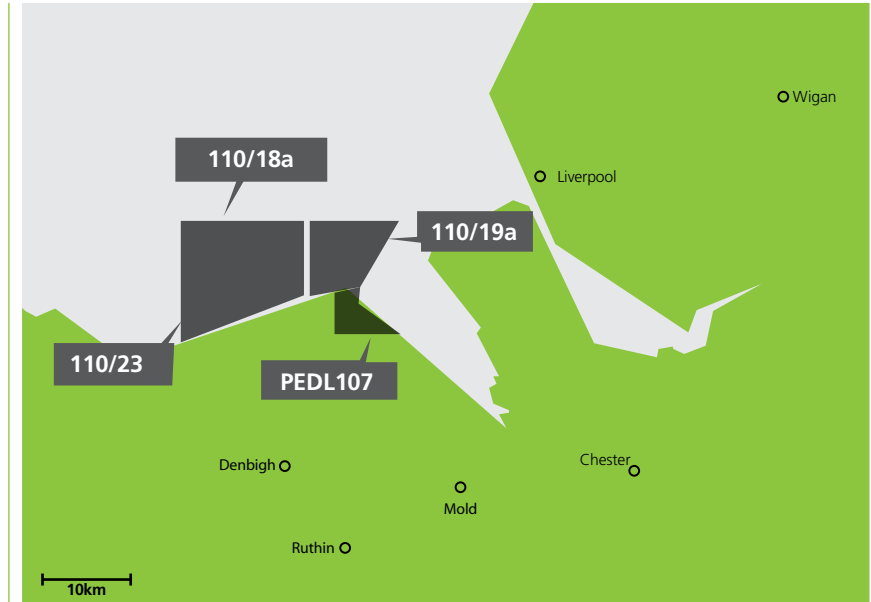 Wigan
110/18a
Liverpool
110/19a
110/23
PEDL107
Chester
Denbigh
Mold
Ruthin
10km